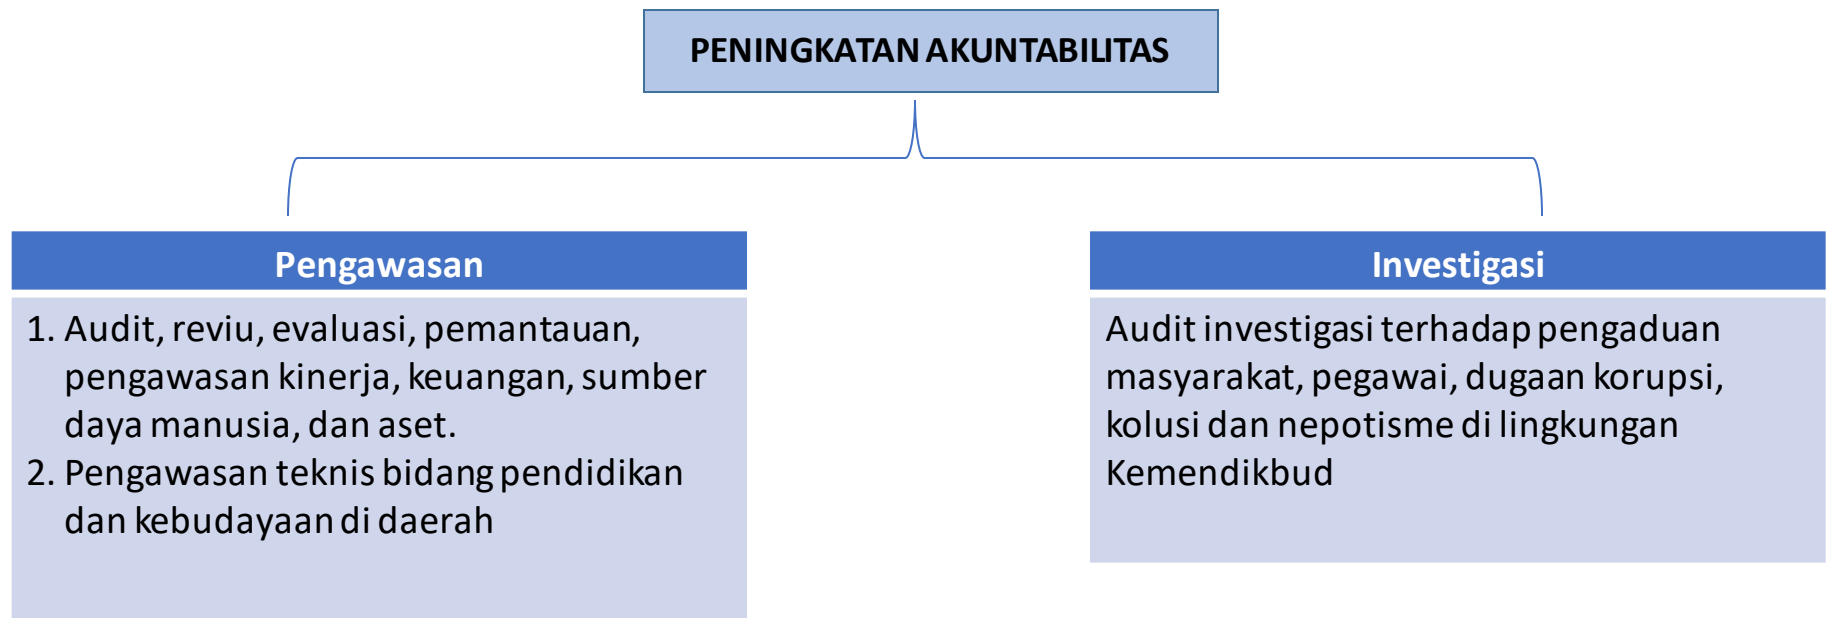 PENINGKATAN AKUNTABILITAS
Pengawasan
1. Audit, reviu, evaluasi, pemantauan,
pengawasan kinerja, keuangan, sumber
daya manusia, dan aset.
2. Pengawasan teknis bidang pendidikan
dan kebudayaan di daerah
Investigasi
Audit investigasi terhadap pengaduan
masyarakat, pegawai, dugaan korupsi,
kolusi dan nepotisme di lingkungan
Kemendikbud